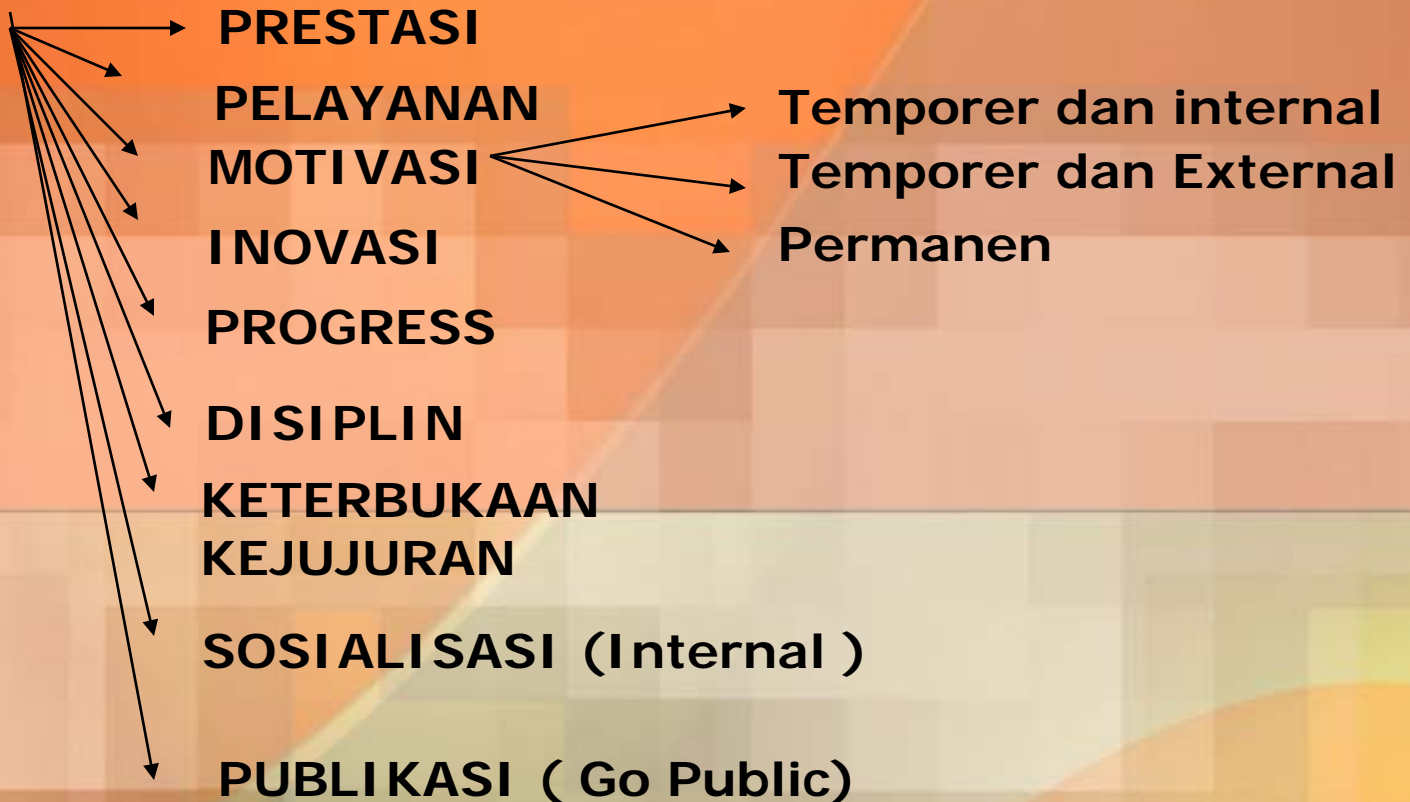 PRESTASI
PELAYANAN
MOTIVASI
INOVASI
PROGRESS
DISIPLIN
KETERBUKAAN
KEJUJURAN
SOSIALISASI (Internal )
PUBLIKASI ( Go Public)
Temporer dan internal
Temporer dan External
Permanen